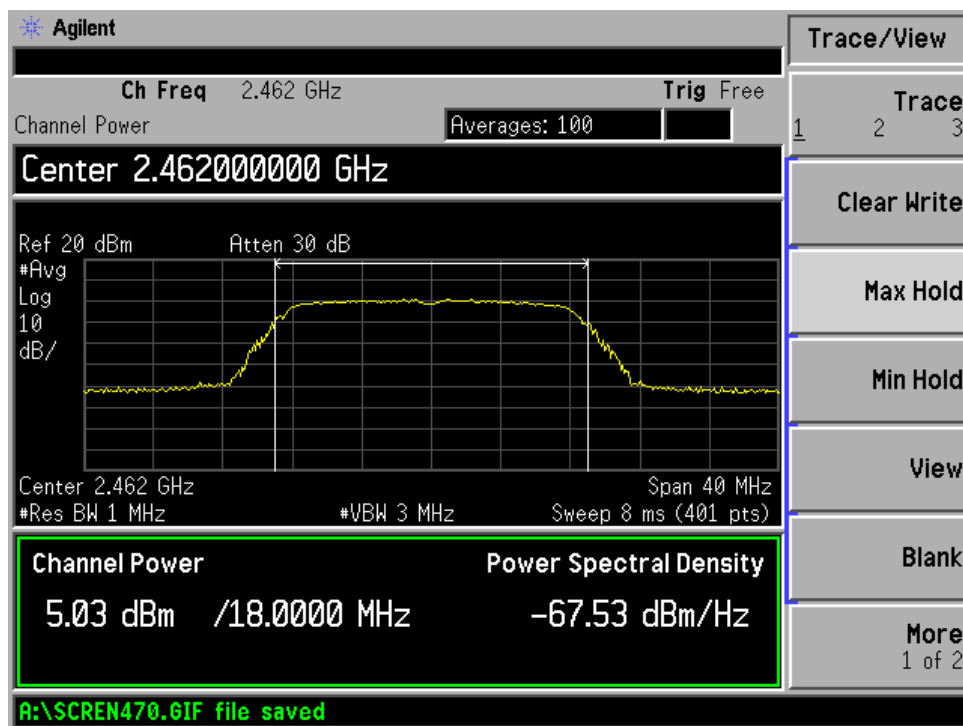 Agilent
Trace/View
Ch Freq 2.462 GHz Trig Free
Channel Power Averages: 100
Trace
1 2 3
Center 2.462000000 GHz
Clear Write
Ref 20 dBm Atten 30 dB
#Avg
Log
10
dB/
Max Hold
Min Hold
View
Center 2.462 GHz Span 40 MHz
#Res BW 1 MHz #VBW 3 MHz Sweep 8 ms (401 pts)
Blank
Channel Power Power Spectral Density
5.03 dBm /18.0000 MHz -67.53 dBm/Hz
More
1 of 2
A:\SCREN470.GIF file saved